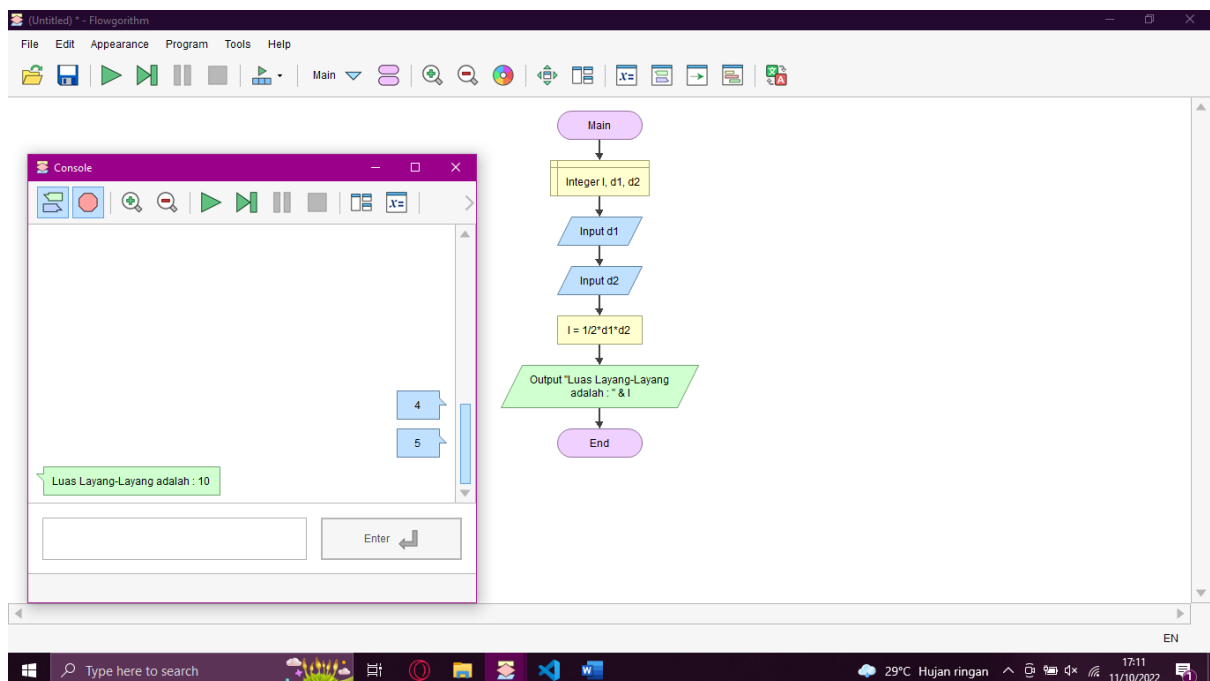 (Untitled) * - Flowgorithm
File Edit Appearance Program Tools Help
Main
Main
Integer l, d1, d2
Input d1
Input d2
l = 1/2*d1*d2
Output "Luas Layang-Layang
adalah : " & l
End
Console
4
5
Luas Layang-Layang adalah : 10
Enter
EN
Type here to search
29°C Hujan ringan
17:11
11/10/2022